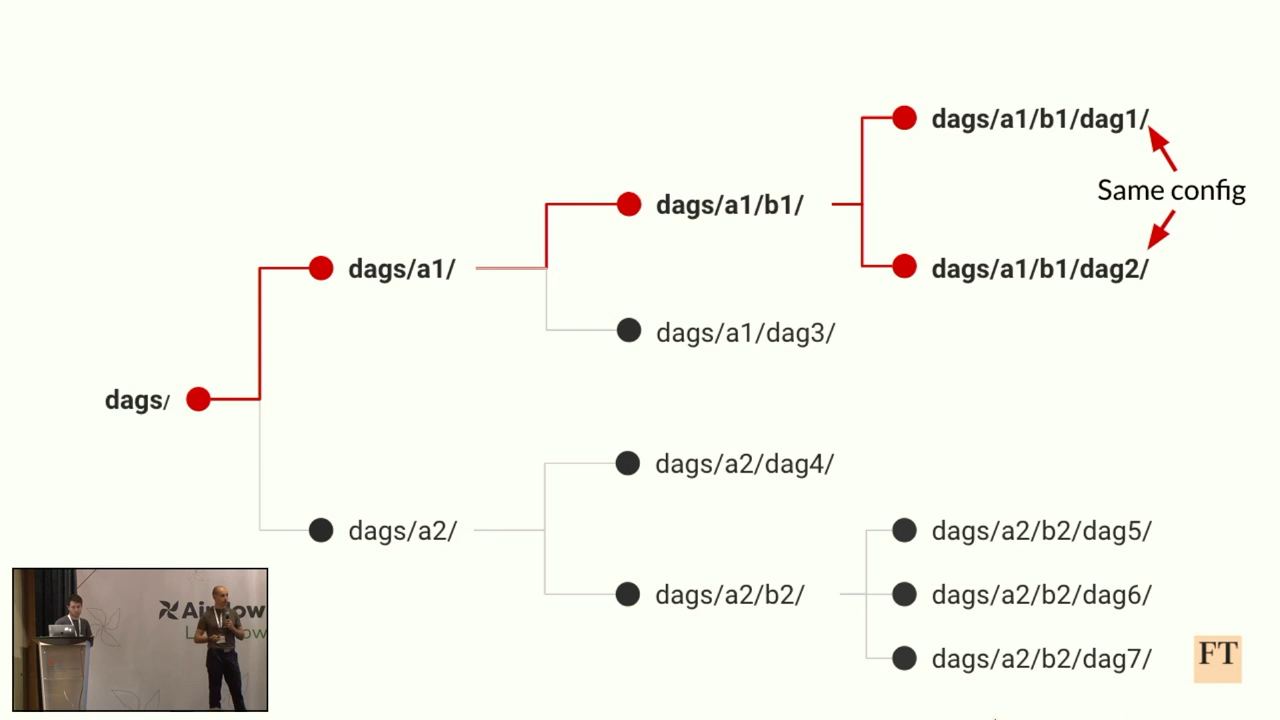 dags/a1/b1/dag1/
Same config
dags/a1/b1/
dags/a1/
dags/a1/b1/dag2/
dags/a1/dag3/
dags/
dags/a2/dag4/
dags/a2/
dags/a2/b2/dag5/
dags/a2/b2/
dags/a2/b2/dag6/
dags/a2/b2/dag7/
FT